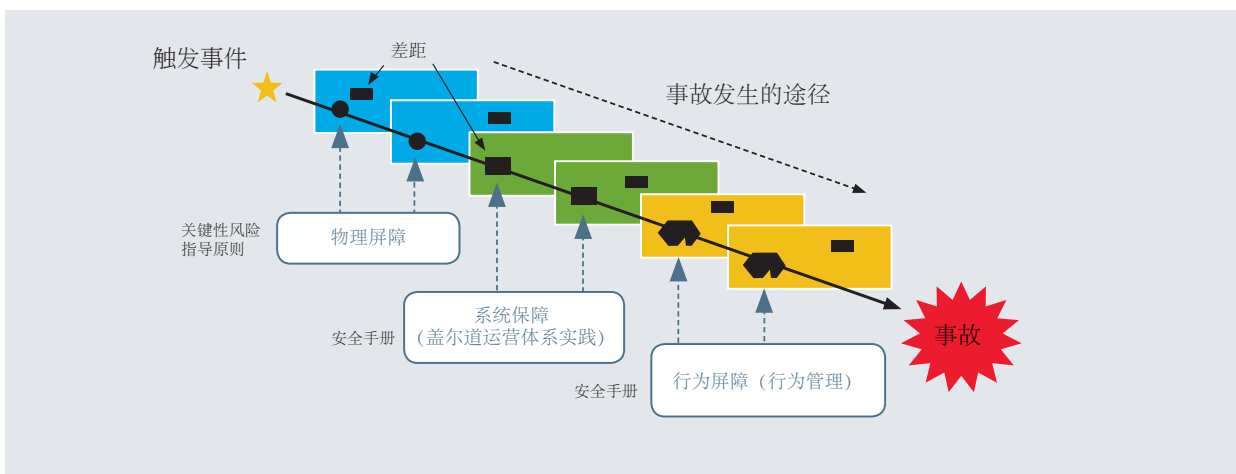 触发事件
差距
事故发生的途径
关键性风险
指导原则
物理屏障
安全手册
系统保障
（盖尔道运营体系实践）
事故
安全手册
行为屏障（行为管理）